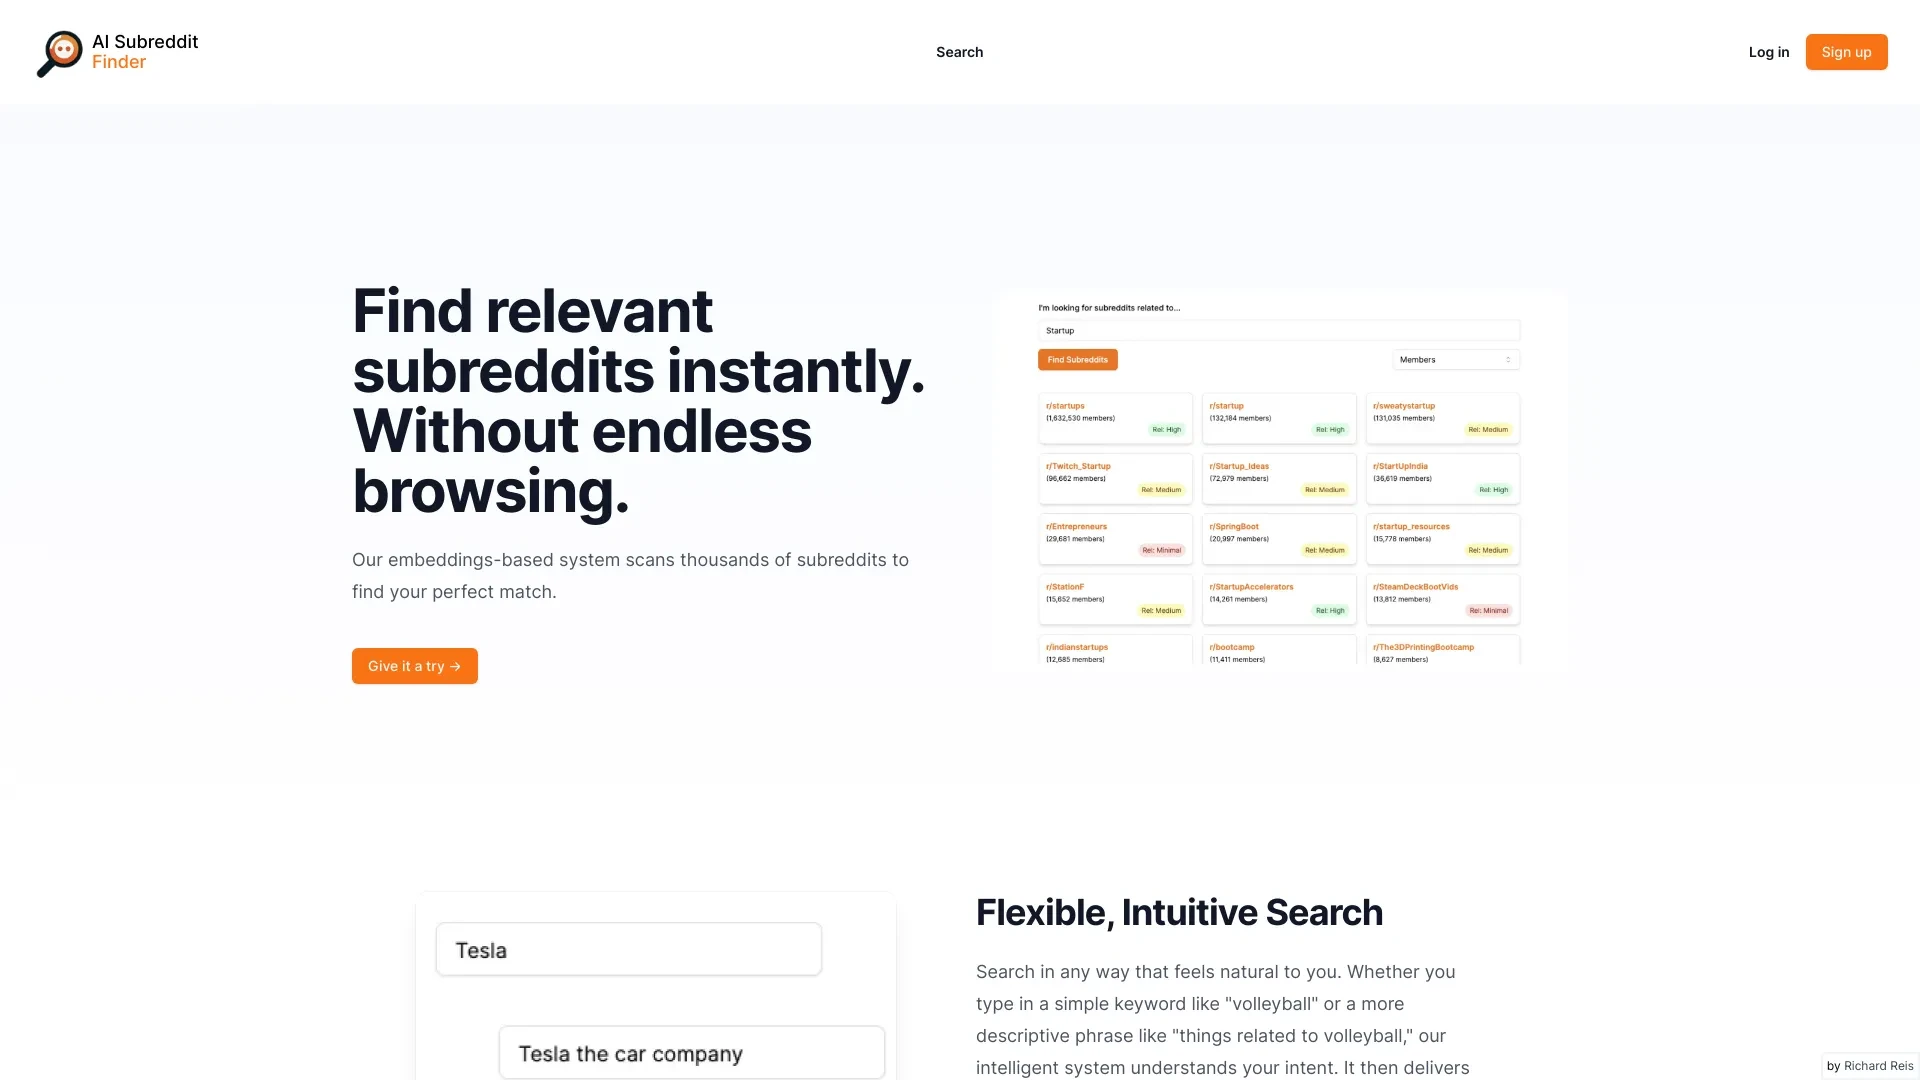 AI Subreddit
Finder
Search
Log in
Sign up
Find relevant
subreddits instantly.
Without endless
browsing.
Our embeddings-based system scans thousands of subreddits to
find your perfect match.
Give it a try →
I'm looking for subreddits related to...
Startup
Find Subreddits
Members
r/startups
(1,632,530 members)
Rel: High
r/startup
(132,184 members)
Rel: High
r/sweatystartup
(131,035 members)
Rel: Medium
r/Twitch_Startup
(96,662 members)
Rel: Medium
r/Startup_Ideas
(72,979 members)
Rel: Medium
r/StartUpIndia
(36,619 members)
Rel: High
r/Entrepreneurs
(29,681 members)
Rel: Minimal
r/SpringBoot
(20,997 members)
Rel: Medium
r/startup_resources
(15,778 members)
Rel: Medium
r/StationF
(15,652 members)
Rel: Medium
r/StartupAccelerators
(14,261 members)
Rel: High
r/SteamDeckBootVids
(13,812 members)
Rel: Minimal
r/indianstartups
(12,685 members)
r/bootcamp
(11,411 members)
r/The3DPrintingBootcamp
(8,627 members)
Tesla
Tesla the car company
Flexible, Intuitive Search
Search in any way that feels natural to you. Whether you
type in a simple keyword like "volleyball" or a more
descriptive phrase like "things related to volleyball," our
intelligent system understands your intent. It then delivers
by Richard Reis